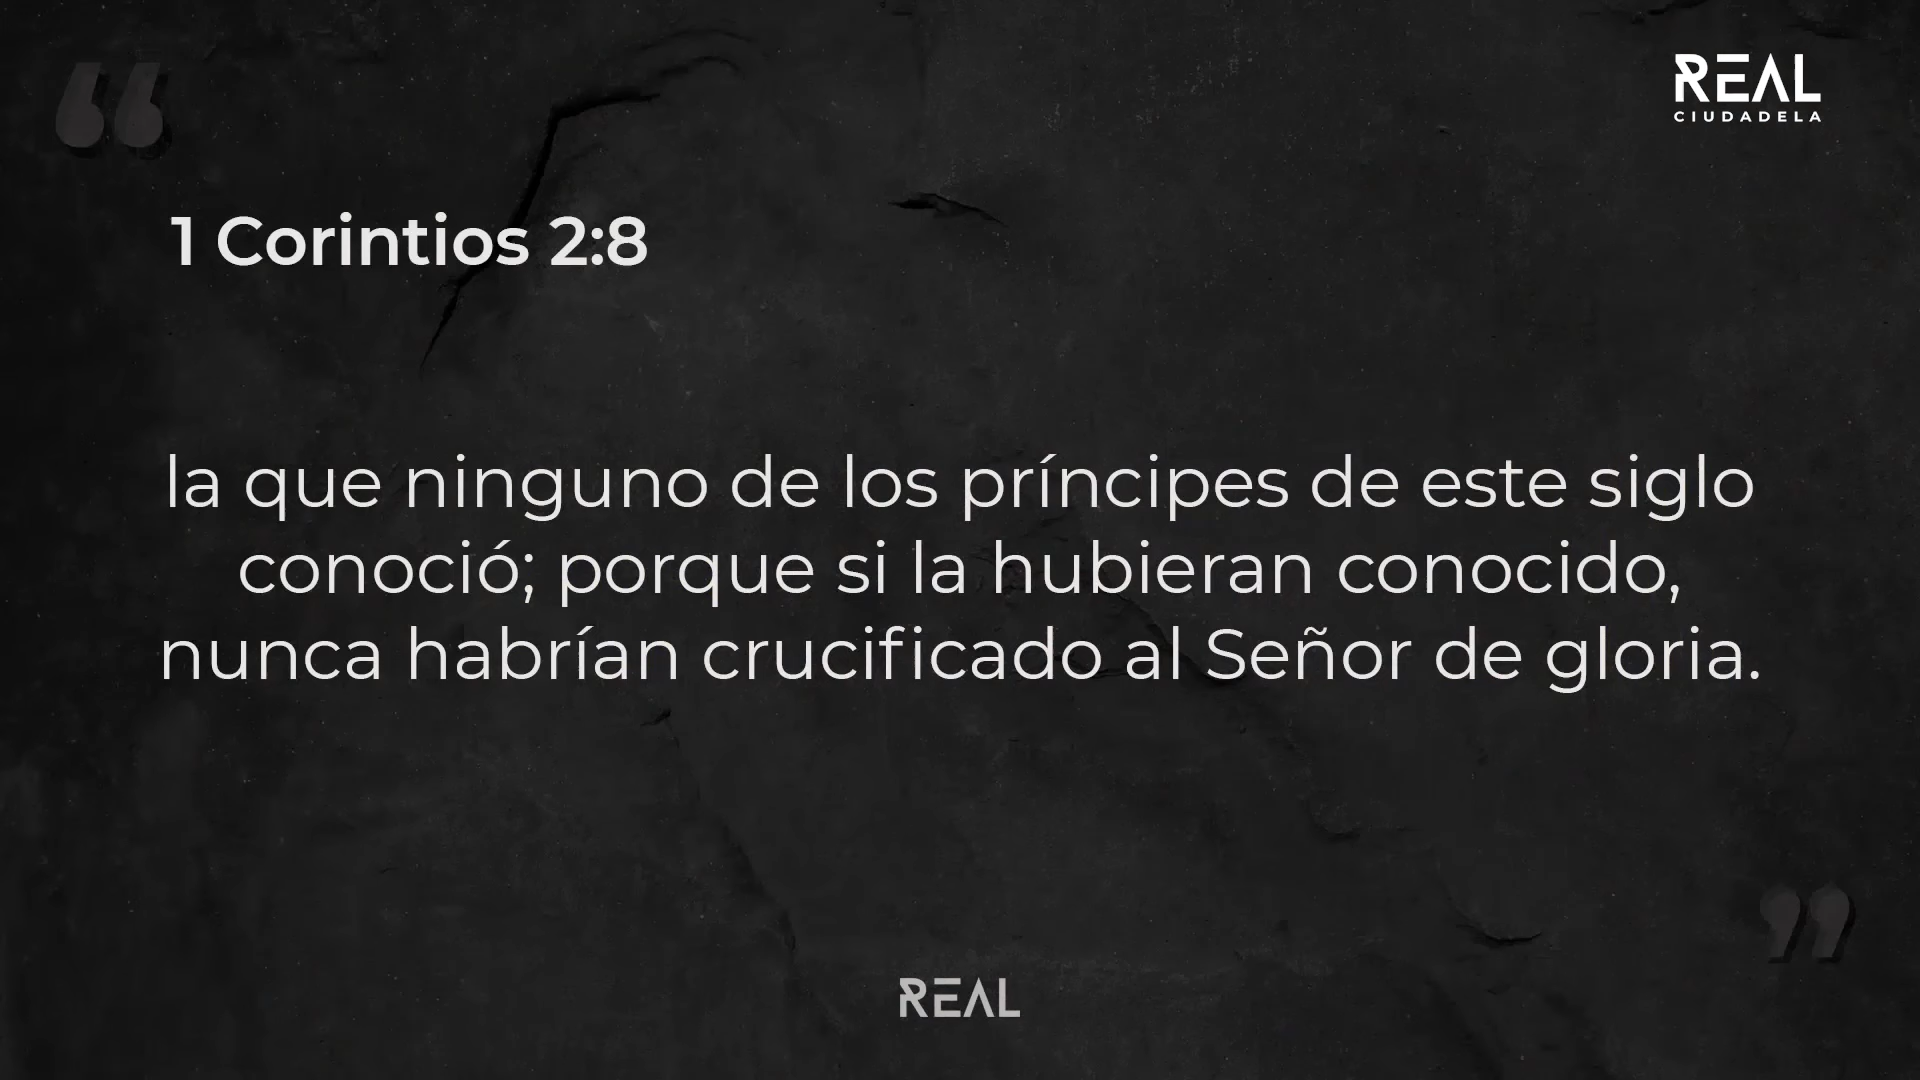 “
REAL
CIUDADELA
1 Corintios 2:8
la que ninguno de los príncipes de este siglo
conoció; porque si la hubieran conocido,
nunca habrían crucificado al Señor de gloria.
”
REAL